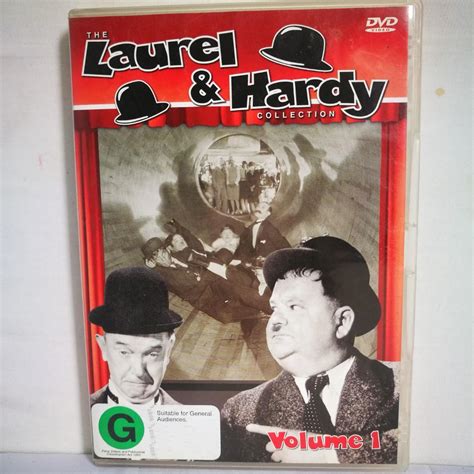 THE
Laurel
& Hardy
COLLECTION
DVD
VIDEO
G
Suitable for General
Audiences.
Volume 1